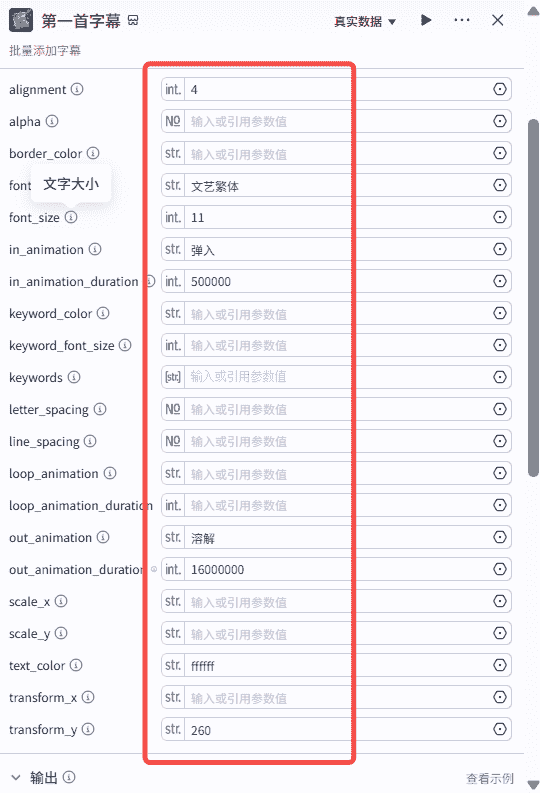 第一首字幕
真实数据
批量添加字幕
alignment int. 4
alpha № 输入或引用参数值
border_color str. 输入或引用参数值
font str. 文艺繁体
文字大小
font_size int. 11
in_animation str. 弹入
in_animation_duration int. 500000
keyword_color str. 输入或引用参数值
keyword_font_size int. 输入或引用参数值
keywords [str] 输入或引用参数值
letter_spacing № 输入或引用参数值
line_spacing № 输入或引用参数值
loop_animation str. 输入或引用参数值
loop_animation_duration int. 输入或引用参数值
out_animation str. 溶解
out_animation_duration int. 16000000
scale_x str. 输入或引用参数值
scale_y str. 输入或引用参数值
text_color str. ffffff
transform_x str. 输入或引用参数值
transform_y str. 260
输出 查看示例